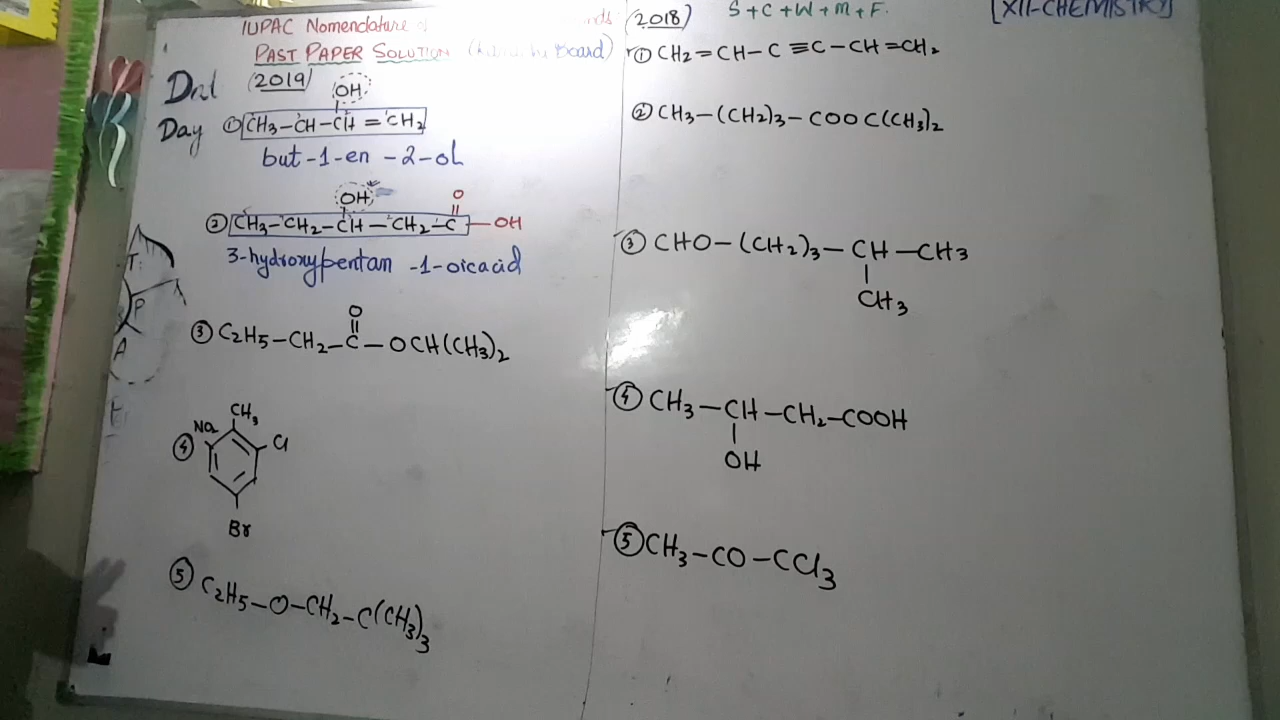 IUPAC Nomenclature
PAST PAPER SOLUTION ( Board)
(2019)
Day
OH
① CH₃–CH–CH=CH₂
but-1-en-2-ol
OH O
② CH₃–CH₂–CH–CH₂–C–OH
3-hydroxypentan-1-oicacid
O
③ C₂H₅–CH₂–C–OCH(CH₃)₂
CH₃
NO₂
④ Cl
Br
⑤ C₂H₅–O–CH₂–C(CH₃)₃
T
P
A
(2018) S+C+W+M+F. [XII-CHEMISTRY]
① CH₂=CH–C≡C–CH=CH₂
② CH₃–(CH₂)₃–COOC(CH₃)₂
③ CHO–(CH₂)₃–CH–CH₃
CH₃
④ CH₃–CH–CH₂–COOH
OH
⑤ CH₃–CO–CCl₃